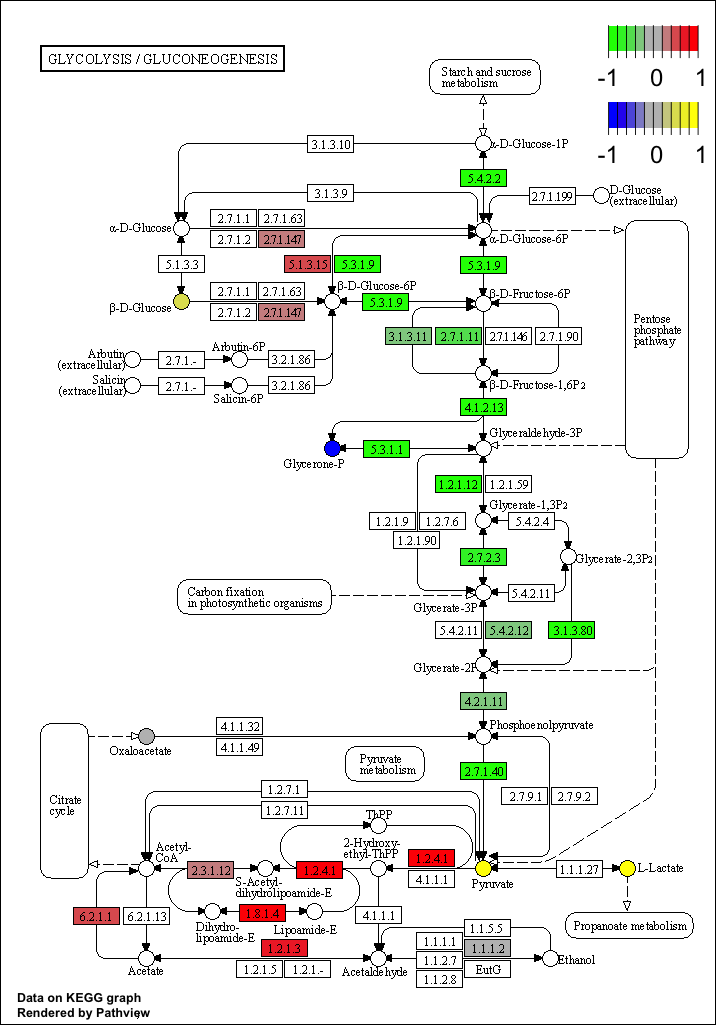 GLYCOLYSIS / GLUCONEOGENESIS
-1 0 1
-1 0 1
Starch and sucrose
metabolism
3.1.3.10
α-D-Glucose-1P
5.4.2.2
3.1.3.9
2.7.1.199
D-Glucose
(extracellular)
α-D-Glucose
2.7.1.1
2.7.1.63
2.7.1.2
2.7.1.147
α-D-Glucose-6P
5.1.3.3
5.1.3.15
5.3.1.9
5.3.1.9
β-D-Glucose
2.7.1.1
2.7.1.63
2.7.1.2
2.7.1.147
β-D-Glucose-6P
5.3.1.9
β-D-Fructose-6P
Pentose
phosphate
pathway
3.1.3.11
2.7.1.11
2.7.1.146
2.7.1.90
Arbutin
(extracellular)
2.7.1.-
Arbutin-6P
3.2.1.86
Salicin
(extracellular)
2.7.1.-
Salicin-6P
3.2.1.86
β-D-Fructose-1,6P2
4.1.2.13
Glyceraldehyde-3P
Glycerone-P
5.3.1.1
1.2.1.12
1.2.1.59
Glycerate-1,3P2
1.2.1.9
1.2.7.6
1.2.1.90
5.4.2.4
2.7.2.3
Glycerate-2,3P2
Carbon fixation
in photosynthetic organisms
Glycerate-3P
5.4.2.11
5.4.2.11
5.4.2.12
3.1.3.80
Glycerate-2P
4.2.1.11
Oxaloacetate
4.1.1.32
4.1.1.49
Phosphoenolpyruvate
Pyruvate
metabolism
2.7.1.40
Citrate
cycle
1.2.7.1
1.2.7.11
2.7.9.1
2.7.9.2
ThPP
Acetyl-
CoA
2.3.1.12
S-Acetyl-
dihydrolipoamide-E
1.2.4.1
2-Hydroxy-
ethyl-ThPP
1.2.4.1
4.1.1.1
Pyruvate
1.1.1.27
L-Lactate
6.2.1.1
6.2.1.13
Dihydro-
lipoamide-E
1.8.1.4
Lipoamide-E
4.1.1.1
Propanoate metabolism
Acetate
1.2.1.3
1.2.1.5
1.2.1.-
Acetaldehyde
1.1.5.5
1.1.1.1
1.1.1.2
1.1.2.7
EutG
1.1.2.8
Ethanol
Data on KEGG graph
Rendered by Pathview